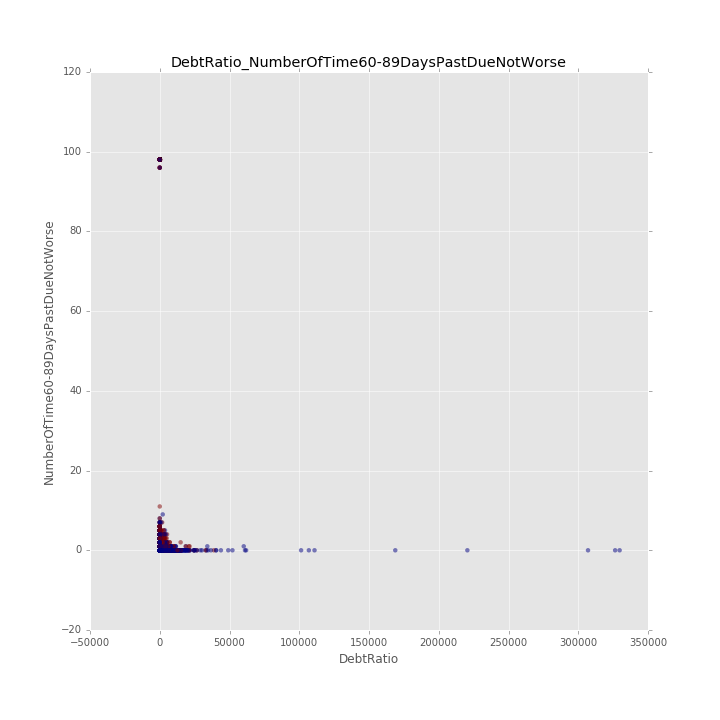 DebtRatio_NumberOfTime60-89DaysPastDueNotWorse
120
100
80
60
40
20
0
−20
NumberOfTime60-89DaysPastDueNotWorse
−50000 0 50000 100000 150000 200000 250000 300000 350000
DebtRatio